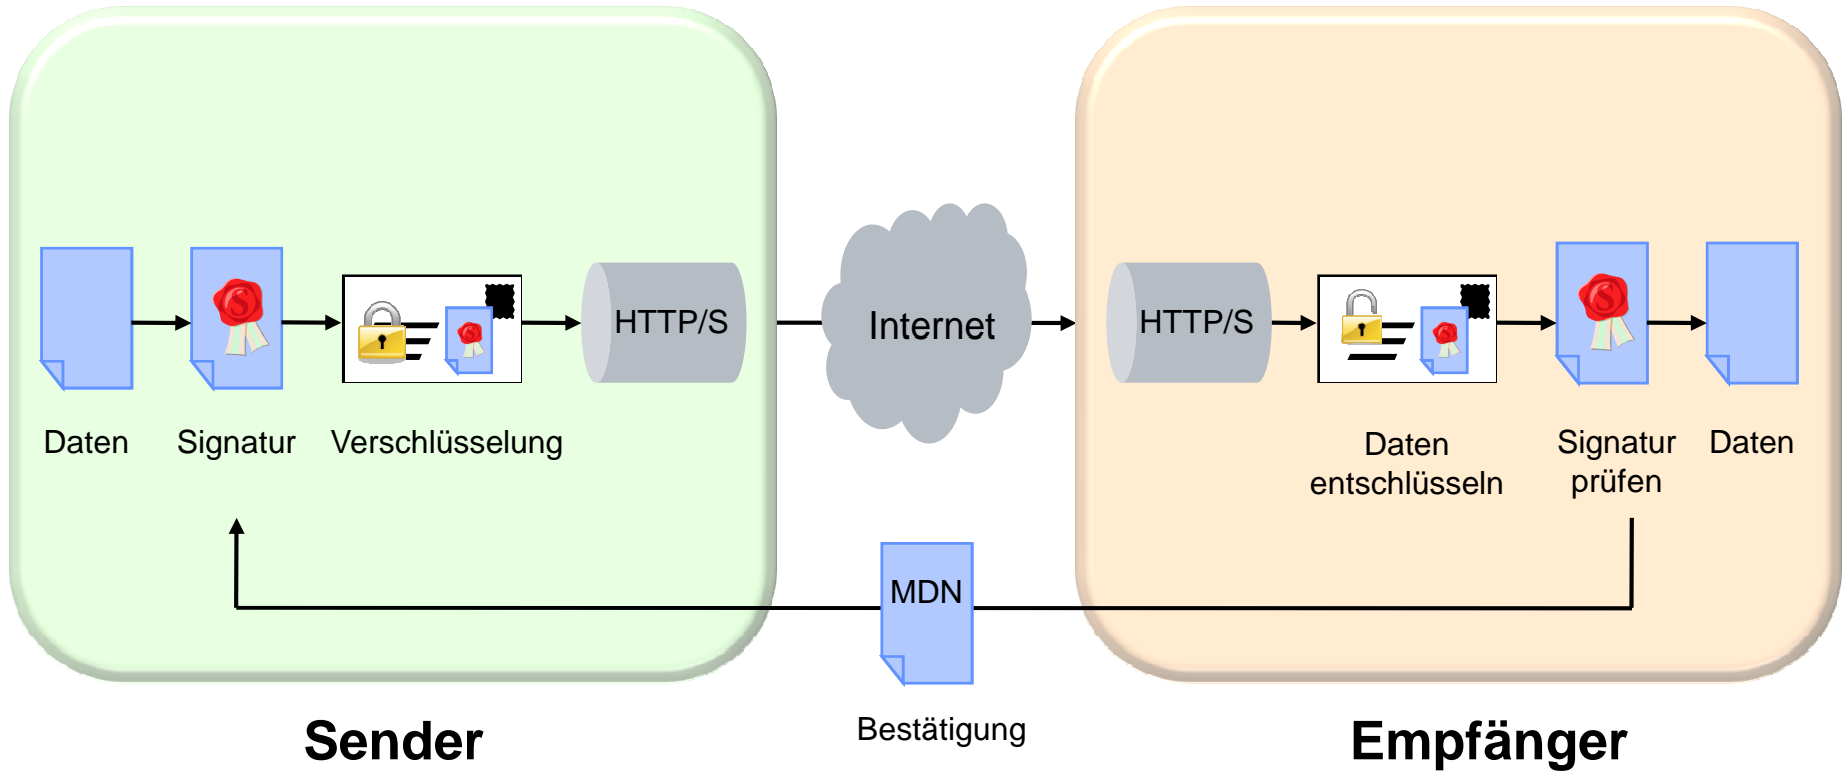 HTTP/S
Internet
HTTP/S
Daten
Signatur
Verschlüsselung
Daten
entschlüsseln
Signatur
prüfen
Daten
MDN
Bestätigung
Sender
Empfänger